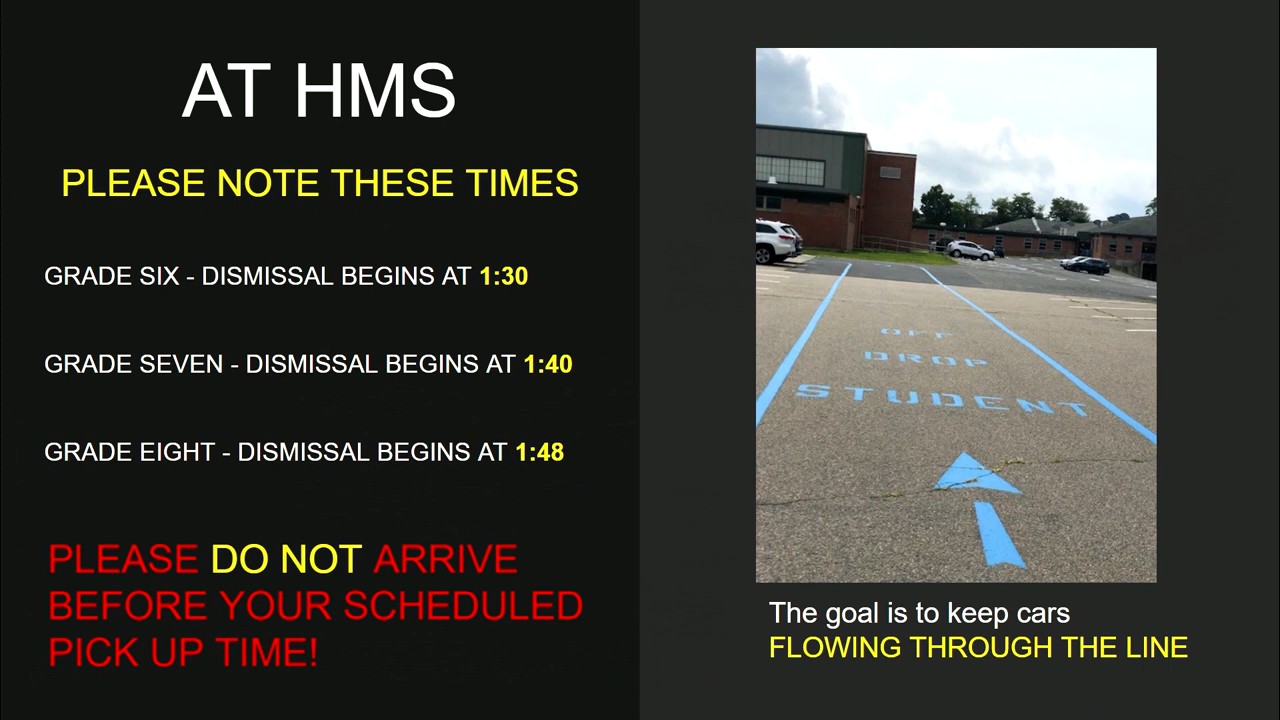 AT HMS
PLEASE NOTE THESE TIMES
GRADE SIX - DISMISSAL BEGINS AT 1:30
GRADE SEVEN - DISMISSAL BEGINS AT 1:40
GRADE EIGHT - DISMISSAL BEGINS AT 1:48
PLEASE DO NOT ARRIVE
BEFORE YOUR SCHEDULED
PICK UP TIME!
OFF
DROP
STUDENT
The goal is to keep cars
FLOWING THROUGH THE LINE